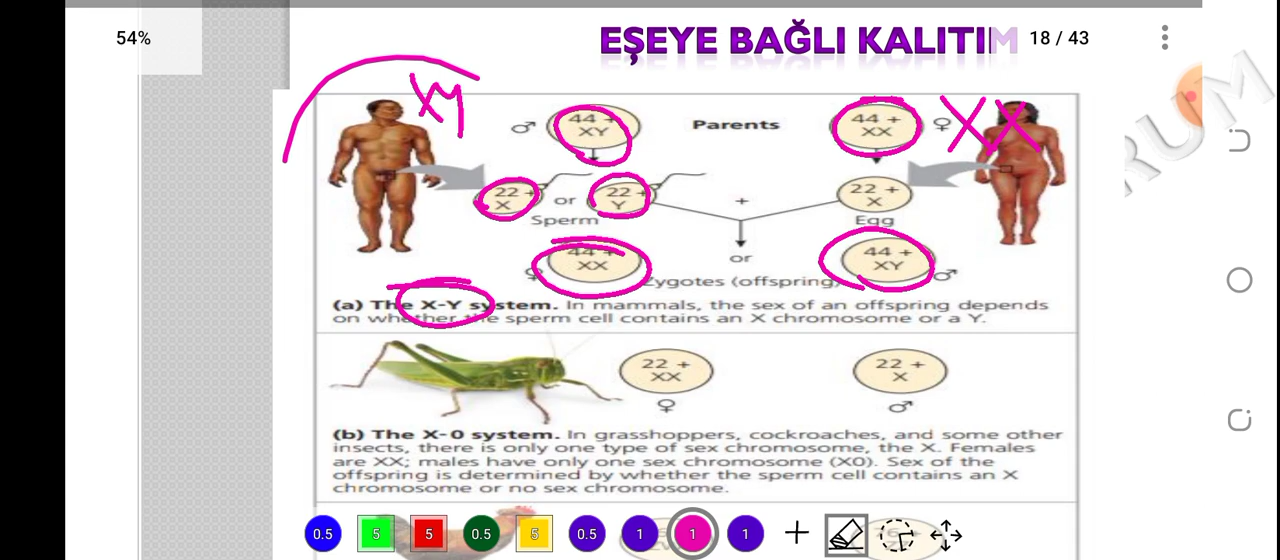 54%
EŞEYE BAĞLI KALITIM
18 / 43
RUM
XY
XX
♂ 44 + XY
Parents
44 + XX ♀
22 + X or 22 + Y
+
22 + X
Sperm
Egg
44 + XX
or
44 + XY ♂
Zygotes (offspring)
(a) The X-Y system. In mammals, the sex of an offspring depends
on whether the sperm cell contains an X chromosome or a Y.
22 + XX
22 + X
♀
♂
(b) The X-0 system. In grasshoppers, cockroaches, and some other
insects, there is only one type of sex chromosome, the X. Females
are XX; males have only one sex chromosome (X0). Sex of the
offspring is determined by whether the sperm cell contains an X
chromosome or no sex chromosome.
0.5 5 5 0.5 5 0.5 1 1 1